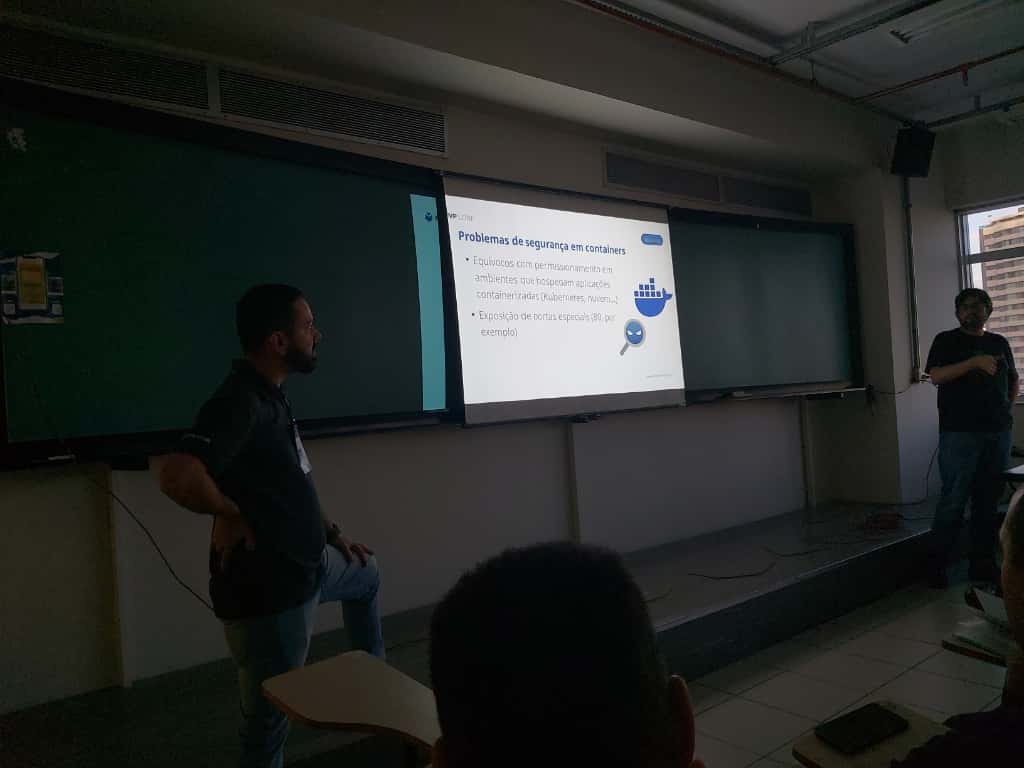 Problemas de segurança em containers
• Equívocos com permissionamento em
ambientes que hospedam aplicações
containerizadas (Kubernetes, nuvem...)
• Exposição de portas especiais (80, por
exemplo)